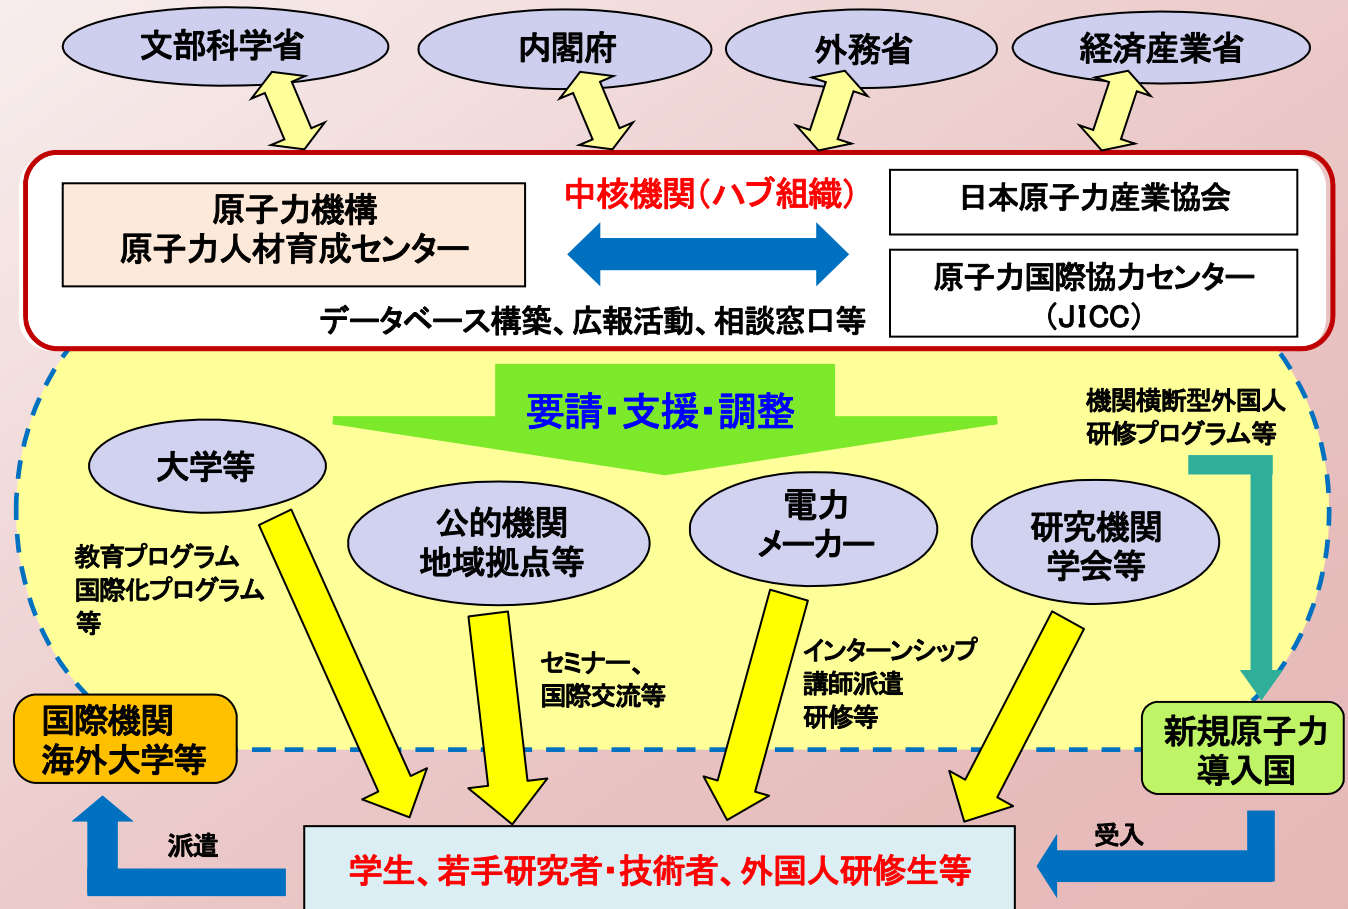 文部科学省
内閣府
外務省
経済産業省
原子力機構
原子力人材育成センター
中核機関(ハブ組織)
日本原子力産業協会
原子力国際協力センター
(JICC)
データベース構築、広報活動、相談窓口等
要請・支援・調整
機関横断型外国人
研修プログラム等
大学等
公的機関
地域拠点等
電力
メーカー
研究機関
学会等
教育プログラム
国際化プログラム
等
セミナー、
国際交流等
インターンシップ
講師派遣
研修等
国際機関
海外大学等
新規原子力
導入国
派遣
受入
学生、若手研究者・技術者、外国人研修生等